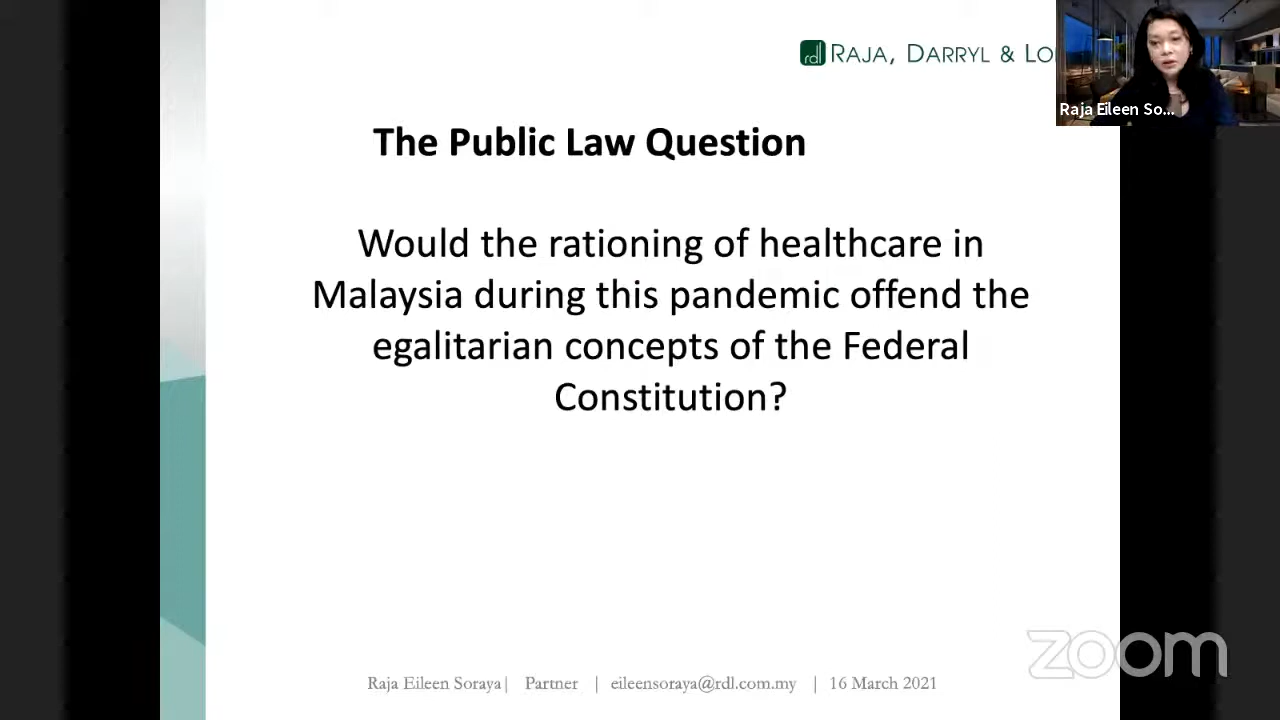 rdl RAJA, DARRYL & LO
Raja Eileen So...
The Public Law Question
Would the rationing of healthcare in
Malaysia during this pandemic offend the
egalitarian concepts of the Federal
Constitution?
zoom
Raja Eileen Soraya | Partner | eileensoraya@rdl.com.my | 16 March 2021